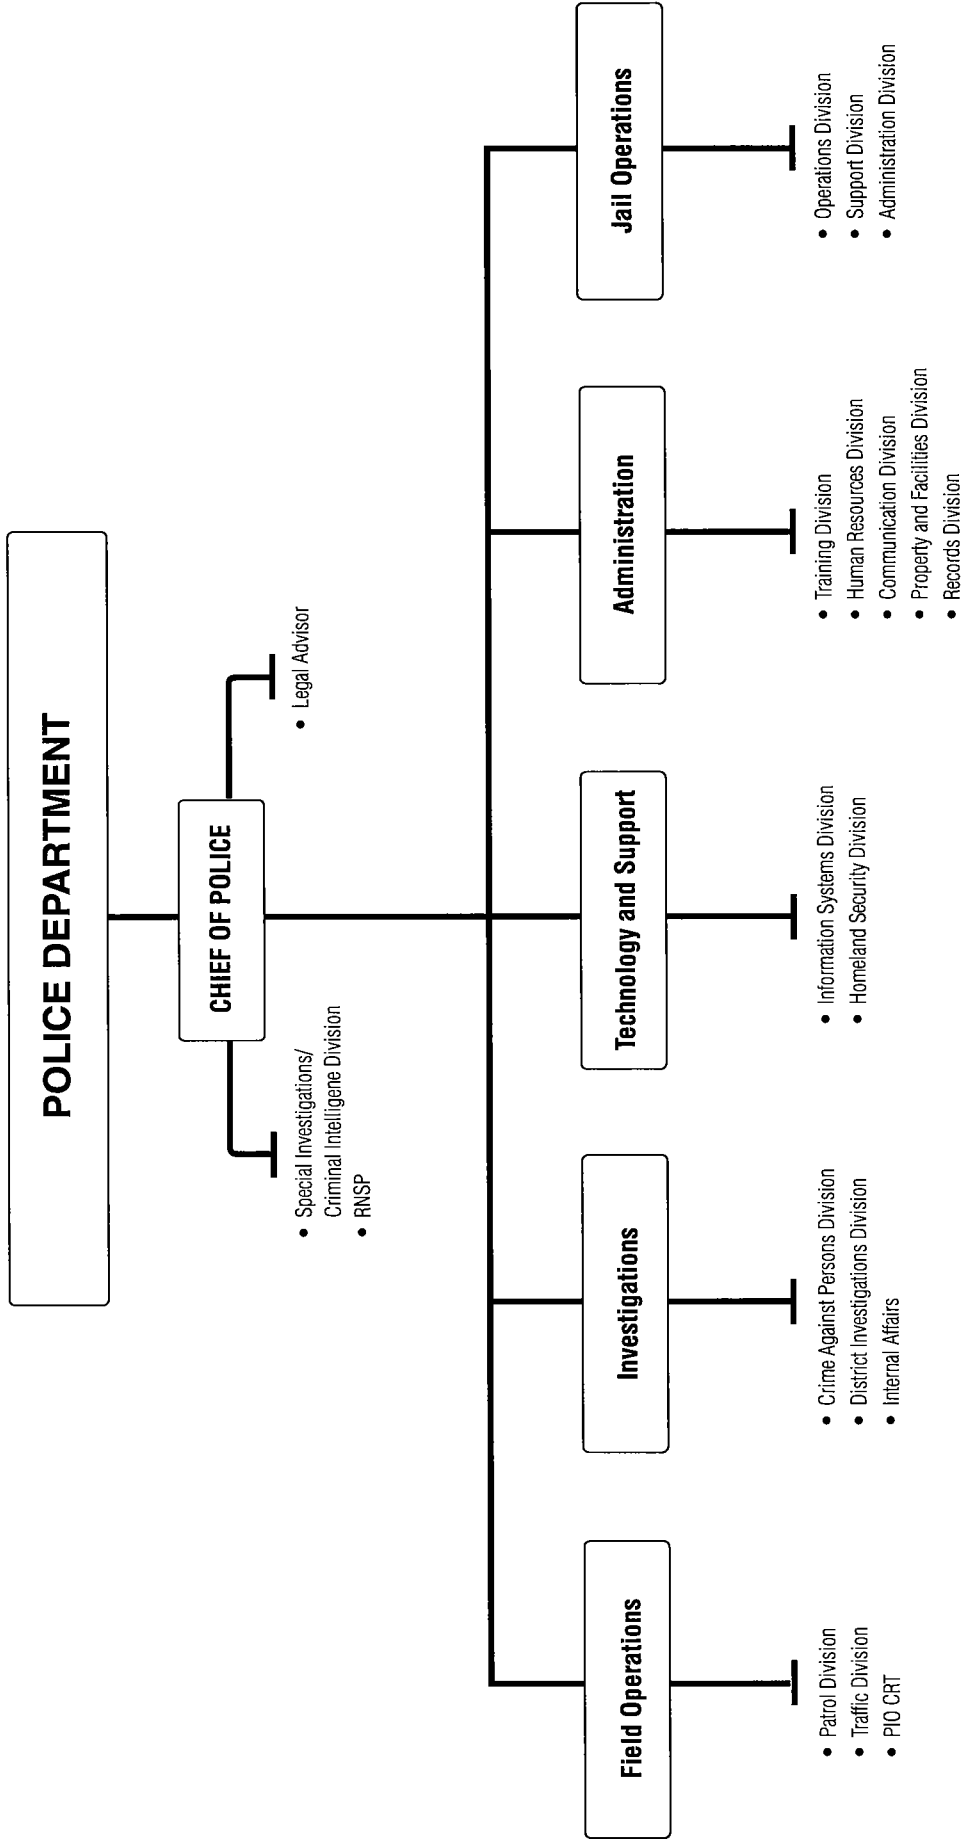 POLICE DEPARTMENT
CHIEF OF POLICE
• Special Investigations/
Criminal Intelligene Division
• RNSP
• Legal Advisor
Field Operations
• Patrol Division
• Traffic Division
• PIO CRT
Investigations
• Crime Against Persons Division
• District Investigations Division
• Internal Affairs
Technology and Support
• Information Systems Division
• Homeland Security Division
Administration
• Training Division
• Human Resources Division
• Communication Division
• Property and Facilities Division
• Records Division
Jail Operations
• Operations Division
• Support Division
• Administration Division